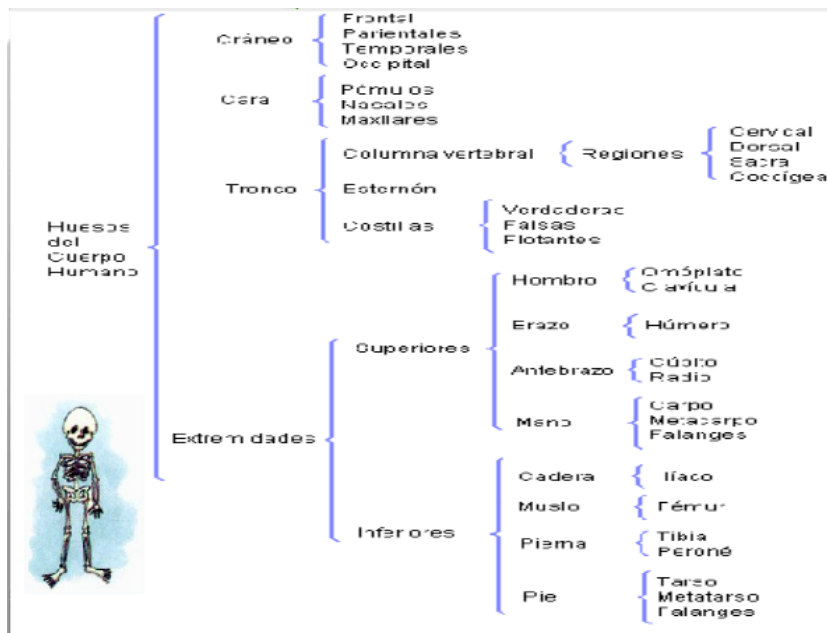 Huesos
del
Cuerpo
Humano
Cráneo
Frontal
Parientales
Temporales
Occipital
Cara
Pómulos
Nasales
Maxilares
Tronco
Columna vertebral
Regiones
Cervical
Dorsal
Sacra
Coccígea
Esternón
Costillas
Verdederas
Falsas
Flotantes
Extremidades
Superiores
Hombro
Omóplato
Clavícula
Brazo
Húmero
Antebrazo
Cúbito
Radio
Mano
Carpo
Metacarpo
Falanges
Inferiores
Cadera
Ilíaco
Muslo
Fémur
Pierna
Tibia
Peroné
Pie
Tarso
Metatarso
Falanges